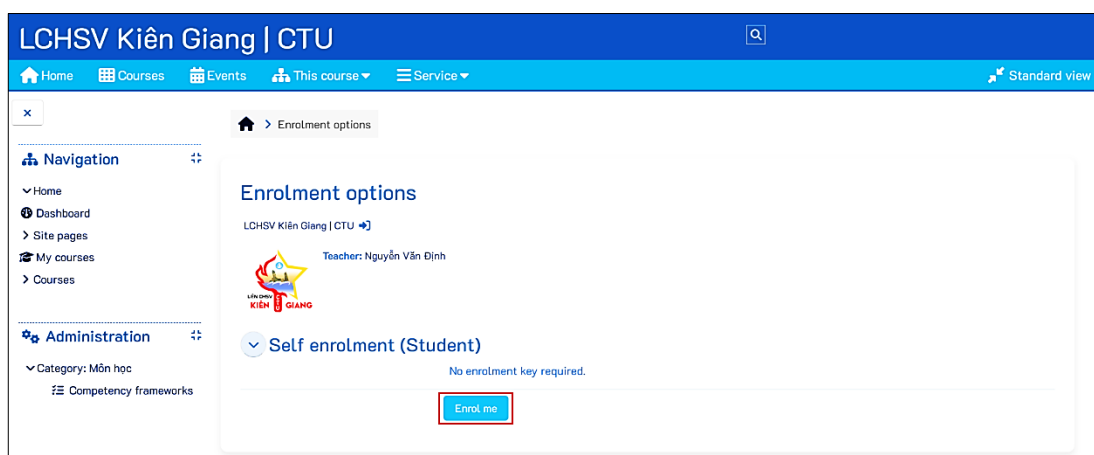 LCHSV Kiên Giang | CTU
Home Courses Events This course Service Standard view
x
Enrolment options
Navigation
Home
Dashboard
Site pages
My courses
Courses
Administration
Category: Môn học
Competency frameworks
Enrolment options
LCHSV Kiên Giang | CTU
Teacher: Nguyễn Văn Định
KIÊN GIANG
Self enrolment (Student)
No enrolment key required.
Enrol me